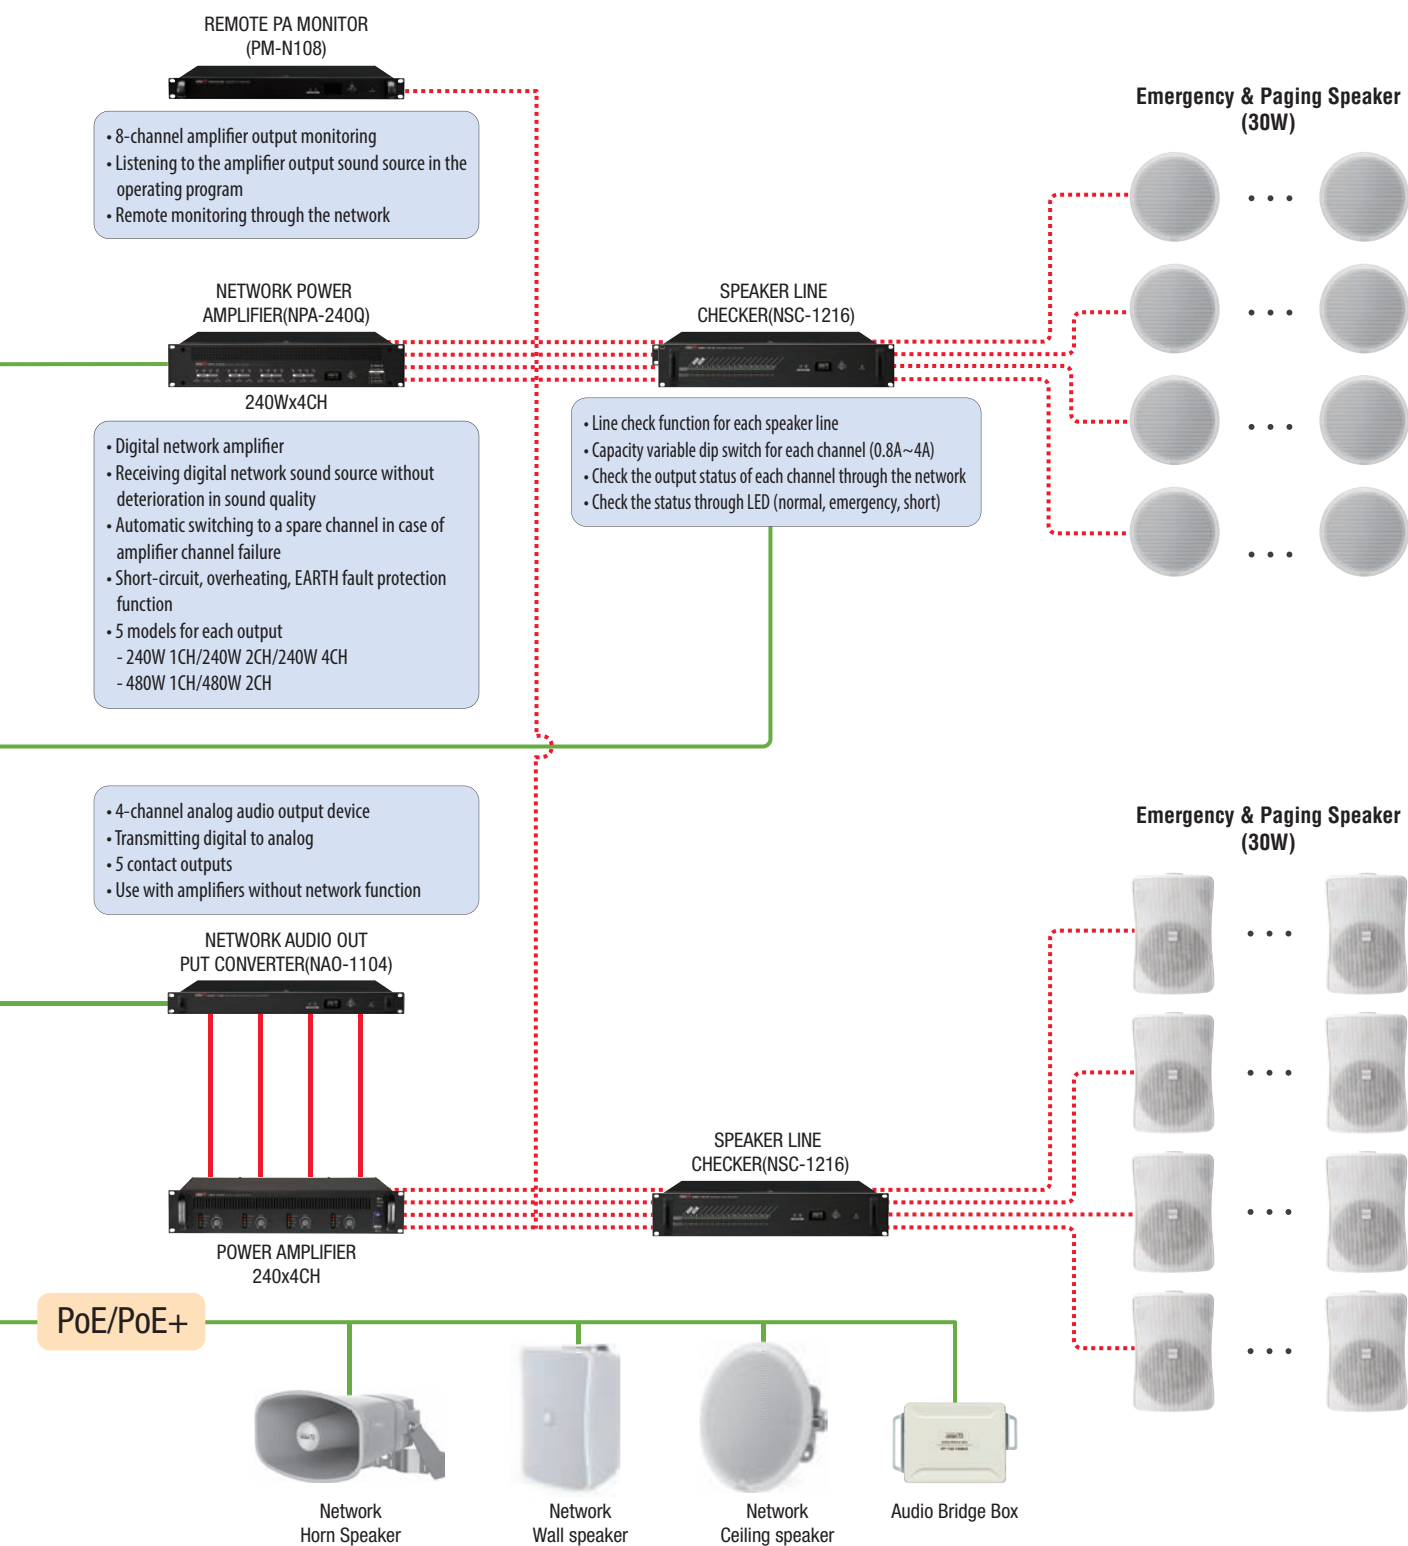 REMOTE PA MONITOR
(PM-N108)
• 8-channel amplifier output monitoring
• Listening to the amplifier output sound source in the
operating program
• Remote monitoring through the network
Emergency & Paging Speaker
(30W)
NETWORK POWER
AMPLIFIER(NPA-240Q)
240Wx4CH
SPEAKER LINE
CHECKER(NSC-1216)
• Digital network amplifier
• Receiving digital network sound source without
deterioration in sound quality
• Automatic switching to a spare channel in case of
amplifier channel failure
• Short-circuit, overheating, EARTH fault protection
function
• 5 models for each output
- 240W 1CH/240W 2CH/240W 4CH
- 480W 1CH/480W 2CH
• Line check function for each speaker line
• Capacity variable dip switch for each channel (0.8A~4A)
• Check the output status of each channel through the network
• Check the status through LED (normal, emergency, short)
• 4-channel analog audio output device
• Transmitting digital to analog
• 5 contact outputs
• Use with amplifiers without network function
Emergency & Paging Speaker
(30W)
NETWORK AUDIO OUT
PUT CONVERTER(NAO-1104)
SPEAKER LINE
CHECKER(NSC-1216)
POWER AMPLIFIER
240x4CH
PoE/PoE+
Network
Horn Speaker
Network
Wall speaker
Network
Ceiling speaker
Audio Bridge Box